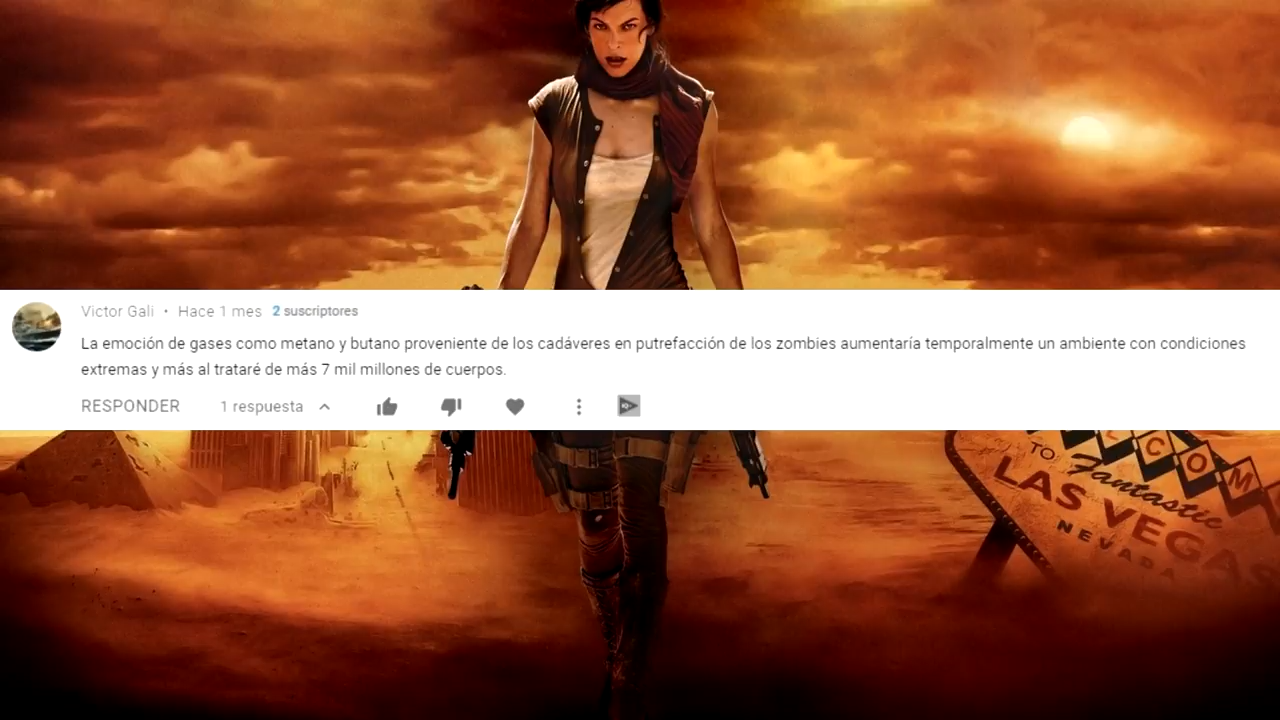 Victor Gali • Hace 1 mes 2 suscriptores
La emoción de gases como metano y butano proveniente de los cadáveres en putrefacción de los zombies aumentaría temporalmente un ambiente con condiciones
extremas y más al trataré de más 7 mil millones de cuerpos.
RESPONDER 1 respuesta
L C O M
TO Fantastic
LAS VEGAS
NEVADA